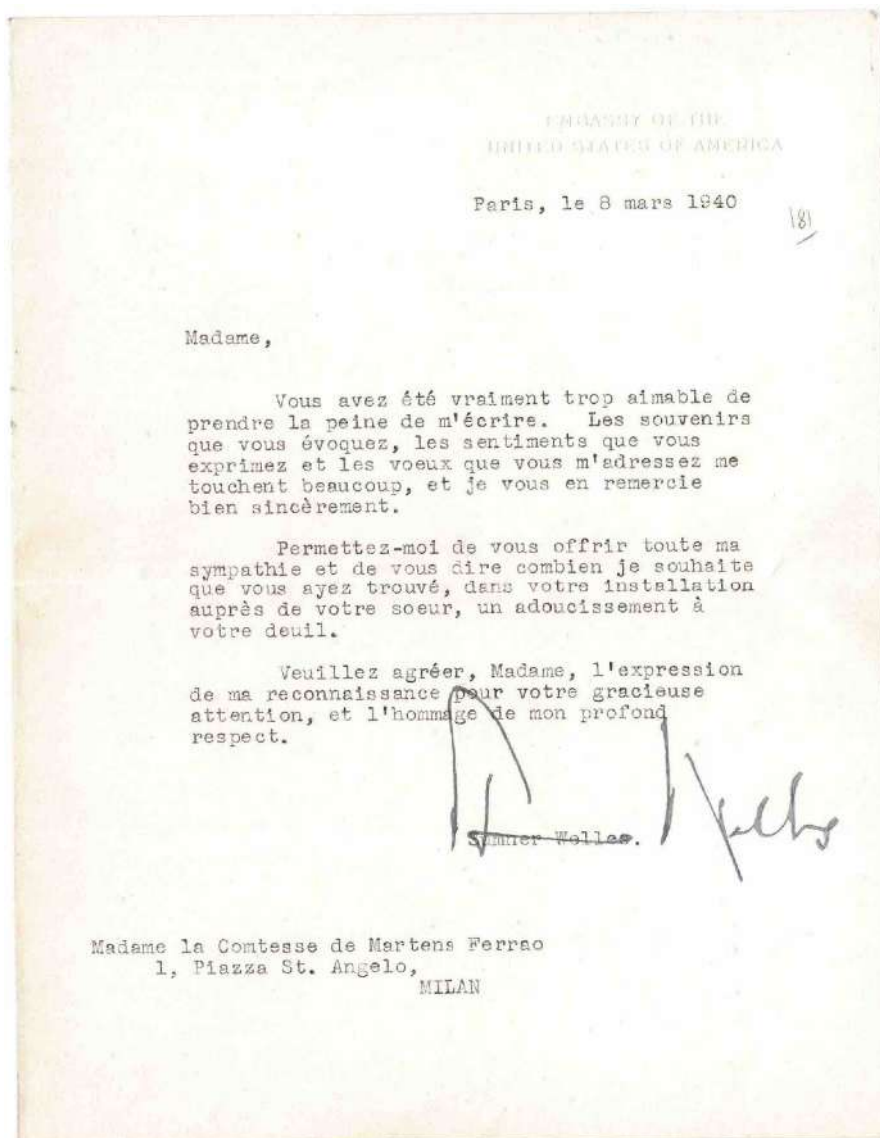 EMBASSY OF THE
UNITED STATES OF AMERICA
Paris, le 8 mars 1940
181
Madame,
Vous avez été vraiment trop aimable de
prendre la peine de m'écrire. Les souvenirs
que vous évoquez, les sentiments que vous
exprimez et les voeux que vous m'adressez me
touchent beaucoup, et je vous en remercie
bien sincèrement.
Permettez-moi de vous offrir toute ma
sympathie et de vous dire combien je souhaite
que vous ayez trouvé, dans votre installation
auprès de votre soeur, un adoucissement à
votre deuil.
Veuillez agréer, Madame, l'expression
de ma reconnaissance pour votre gracieuse
attention, et l'hommage de mon profond
respect.
Sumner Welles.
Madame la Comtesse de Martens Ferrao
1, Piazza St. Angelo,
MILAN